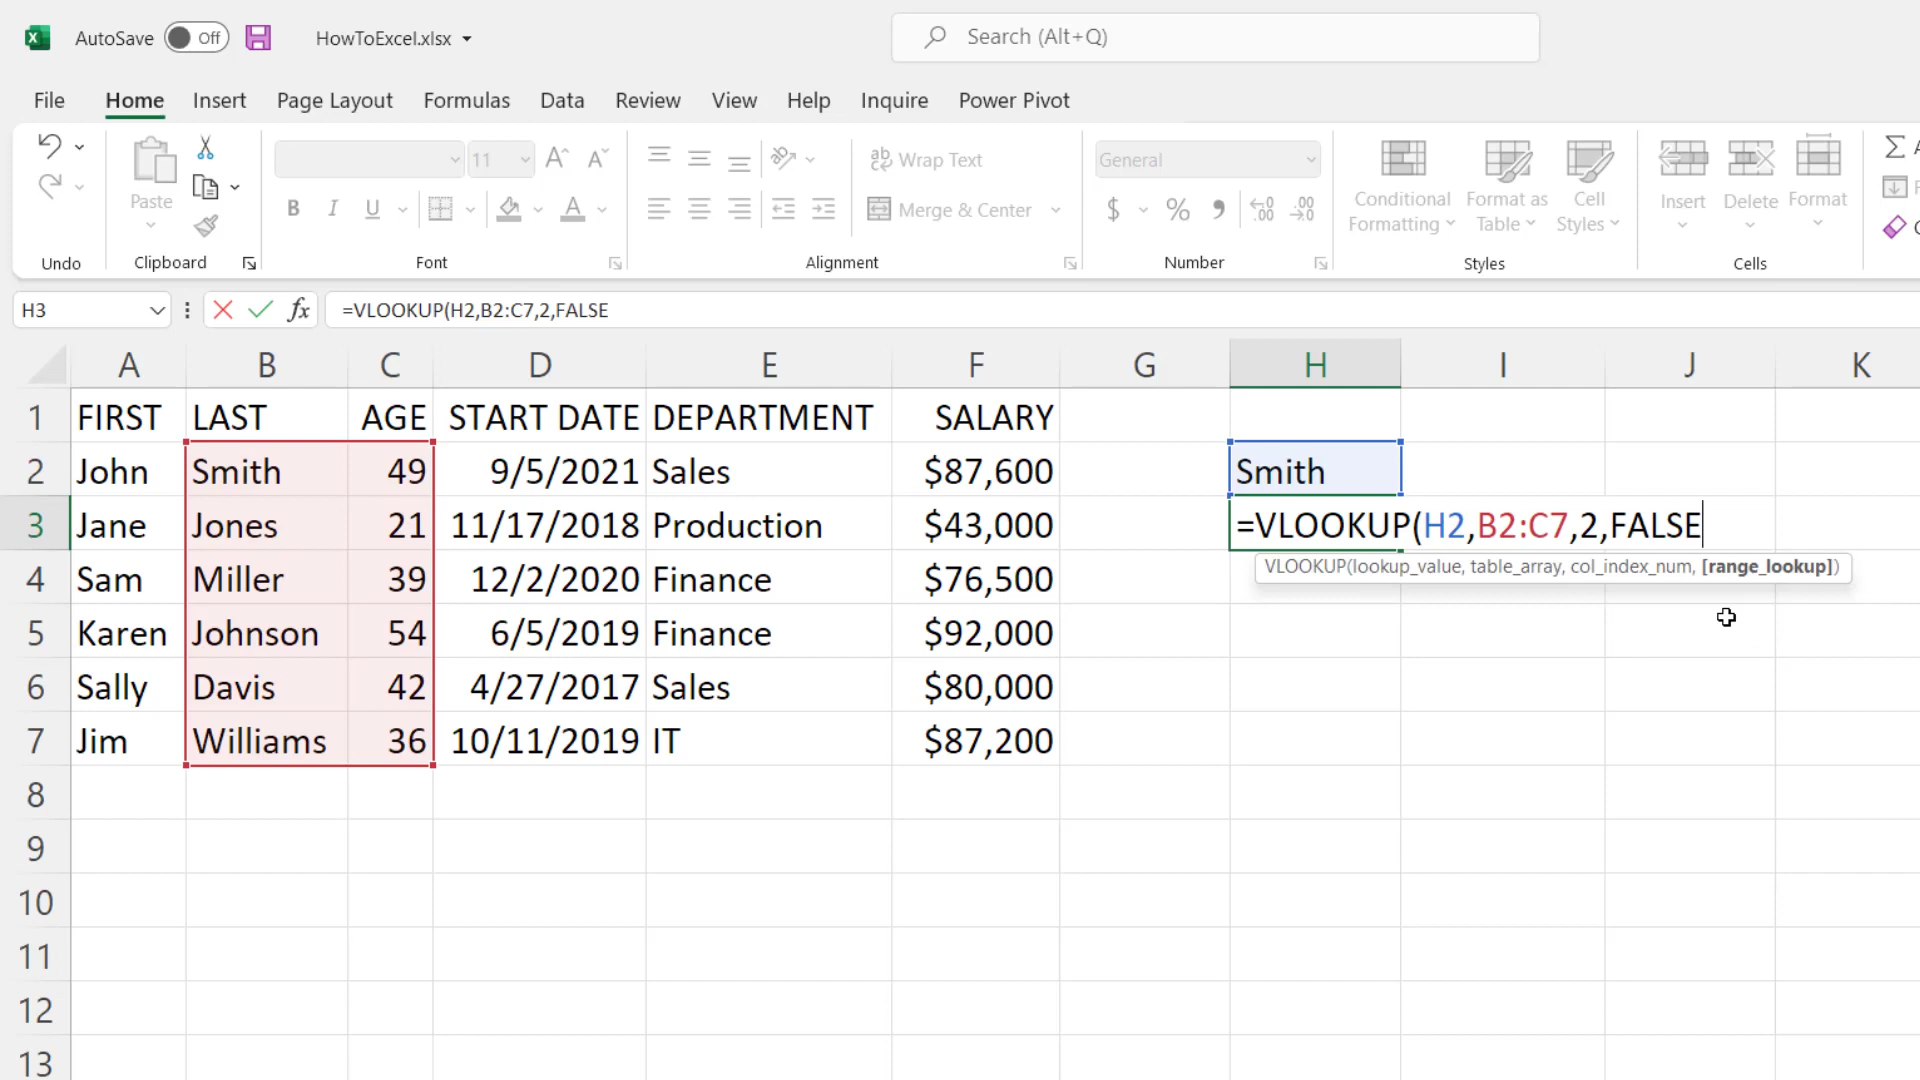 AutoSave Off HowToExcel.xlsx Search (Alt+Q)
File Home Insert Page Layout Formulas Data Review View Help Inquire Power Pivot
11 Wrap Text General
Paste Conditional Formatting Format as Table Cell Styles Insert Delete Format
B I U A Merge & Center $ % 9 .00 .00
Undo Clipboard Font Alignment Number Styles Cells
H3 fx =VLOOKUP(H2,B2:C7,2,FALSE
A B C D E F G H I J K
1 FIRST LAST AGE START DATE DEPARTMENT SALARY
2 John Smith 49 9/5/2021 Sales $87,600 Smith
3 Jane Jones 21 11/17/2018 Production $43,000 =VLOOKUP(H2,B2:C7,2,FALSE
VLOOKUP(lookup_value, table_array, col_index_num, [range_lookup])
4 Sam Miller 39 12/2/2020 Finance $76,500
5 Karen Johnson 54 6/5/2019 Finance $92,000
6 Sally Davis 42 4/27/2017 Sales $80,000
7 Jim Williams 36 10/11/2019 IT $87,200
8
9
10
11
12
13